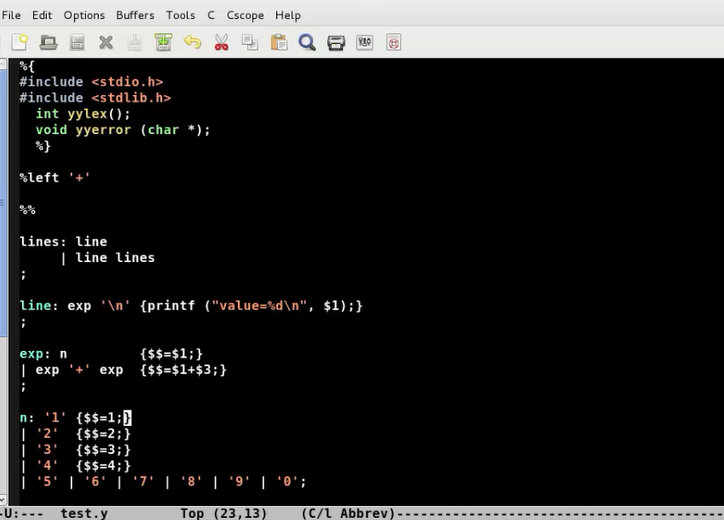 File Edit Options Buffers Tools C Cscope Help
%{
#include <stdio.h>
#include <stdlib.h>
  int yylex();
  void yyerror (char *);
  %}
%left '+'
%%
lines: line
     | line lines
;
line: exp '\n' {printf ("value=%d\n", $1);}
;
exp: n         {$$=$1;}
| exp '+' exp  {$$=$1+$3;}
;
n: '1' {$$=1;}
| '2'  {$$=2;}
| '3'  {$$=3;}
| '4'  {$$=4;}
| '5' | '6' | '7' | '8' | '9' | '0';
-U:---  test.y         Top (23,13)    (C/l Abbrev)-----------------------------------------